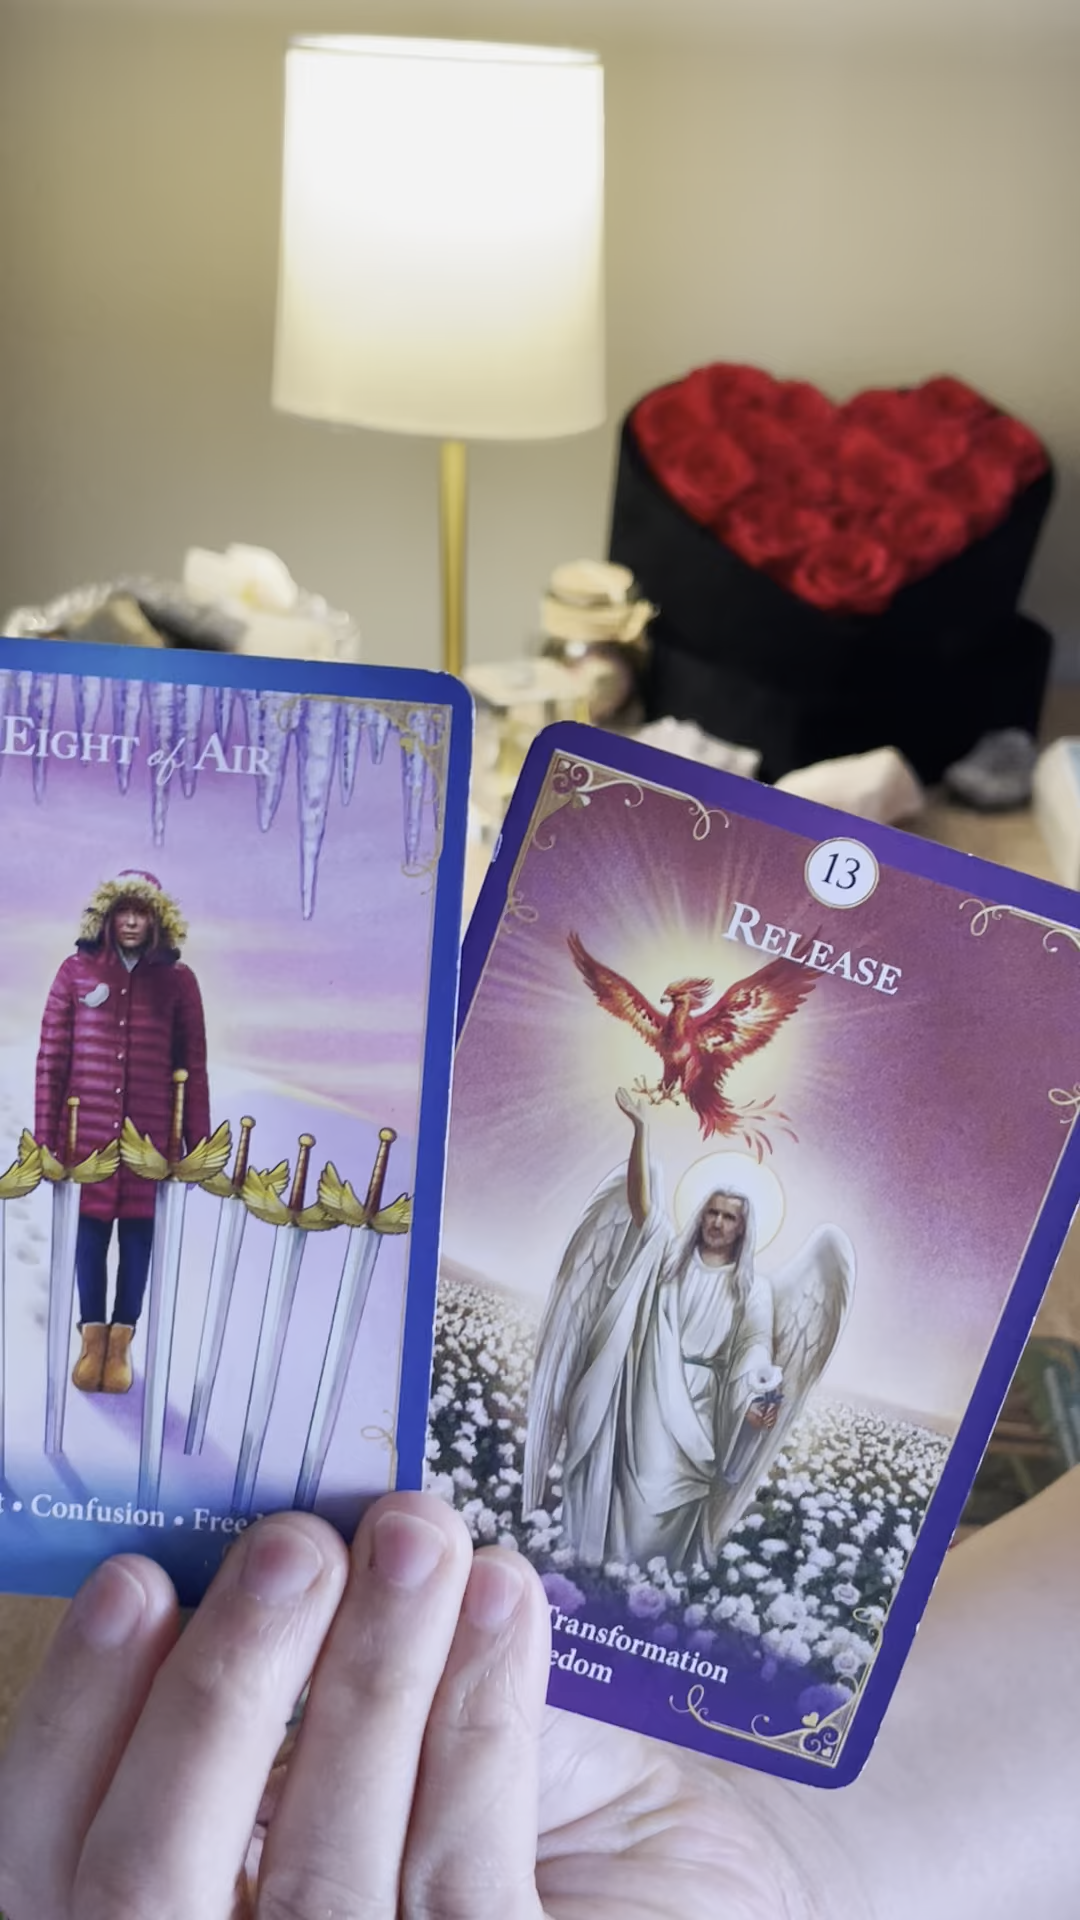 EIGHT of AIR
• Confusion •
13
RELEASE
Transformation